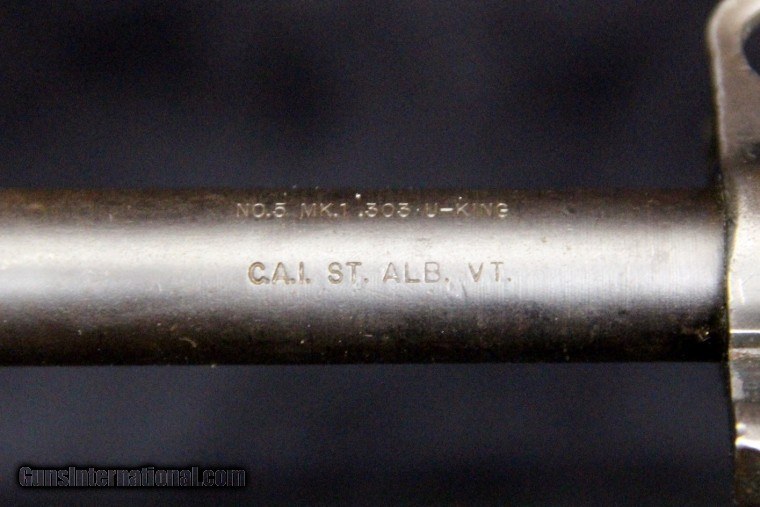 NO.5 MK.1 .303 U-KING
C.A.I. ST. ALB. VT.
GunsInternational.com